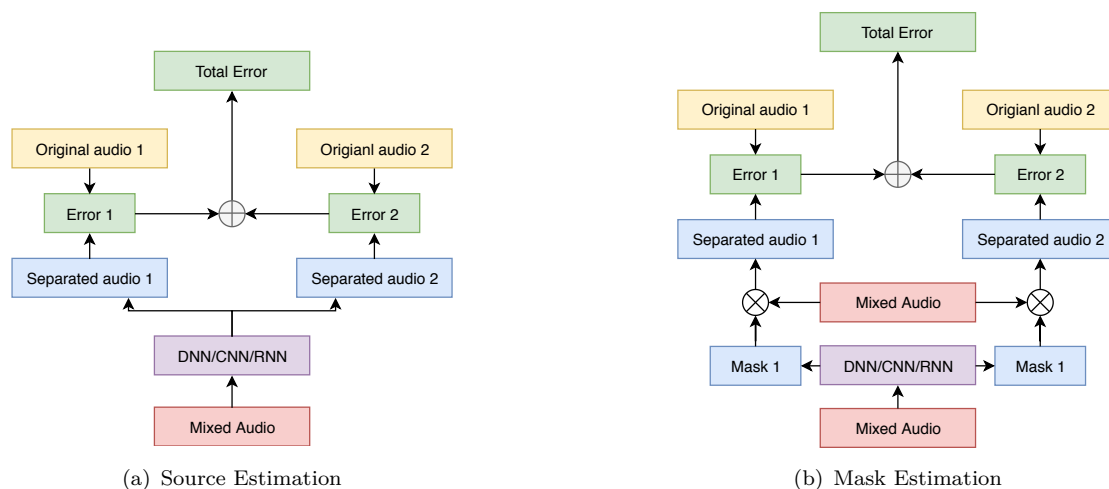 Total Error
Original audio 1
Origianl audio 2
Error 1
Error 2
Separated audio 1
Separated audio 2
DNN/CNN/RNN
Mixed Audio
(a) Source Estimation
Total Error
Original audio 1
Origianl audio 2
Error 1
Error 2
Separated audio 1
Separated audio 2
Mixed Audio
Mask 1
DNN/CNN/RNN
Mask 1
Mixed Audio
(b) Mask Estimation